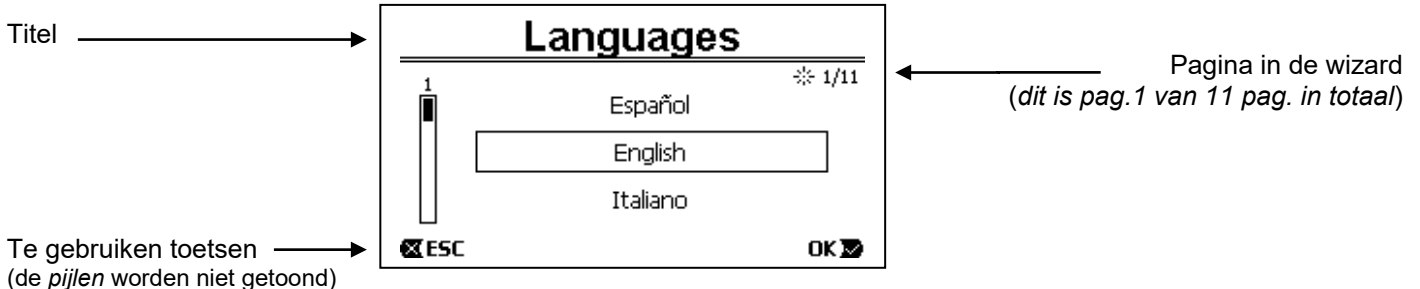 Titel
Languages
1
1/11
Español
English
Italiano
ESC
OK
Pagina in de wizard
(dit is pag.1 van 11 pag. in totaal)
Te gebruiken toetsen
(de pijlen worden niet getoond)